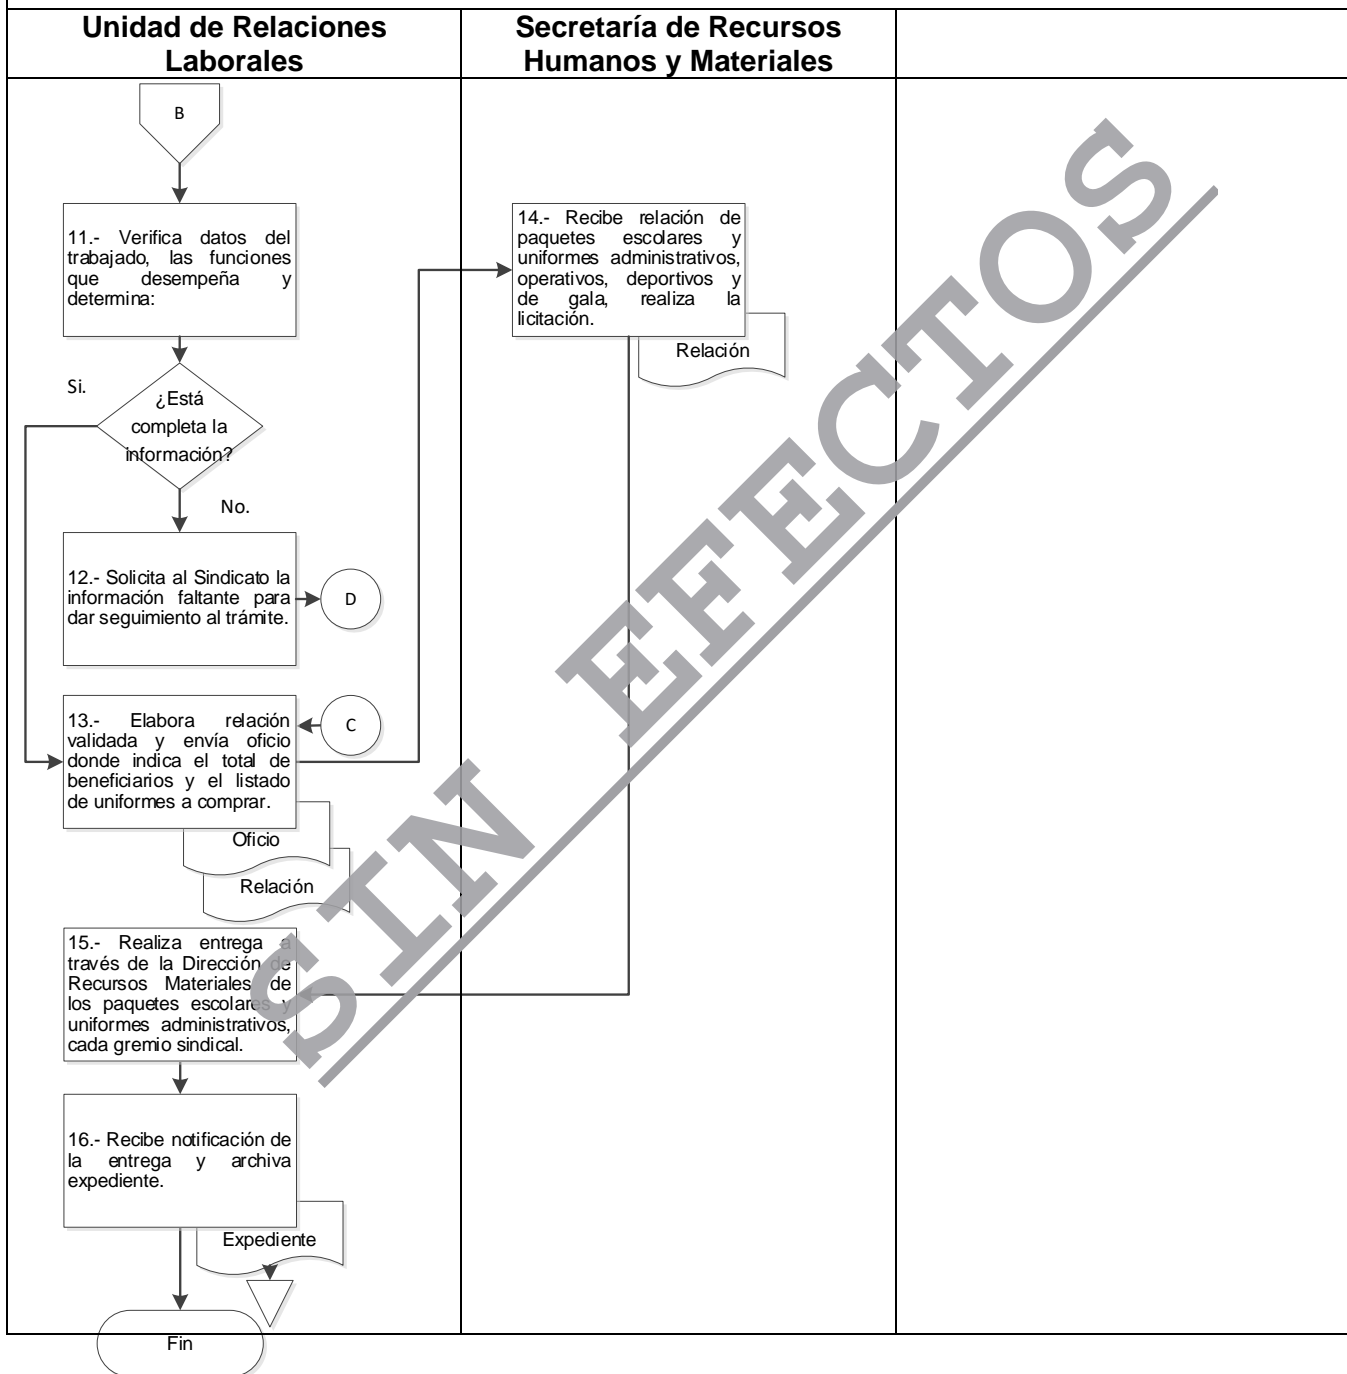 Unidad de Relaciones
Laborales
Secretaría de Recursos
Humanos y Materiales
B
11.- Verifica datos del
trabajado, las funciones
que desempeña y
determina:
Si.
¿Está
completa la
información?
No.
12.- Solicita al Sindicato la
información faltante para
dar seguimiento al trámite.
D
13.- Elabora relación
validada y envía oficio
donde indica el total de
beneficiarios y el listado
de uniformes a comprar.
C
Oficio
Relación
14.- Recibe relación de
paquetes escolares y
uniformes administrativos,
operativos, deportivos y
de gala, realiza la
licitación.
Relación
15.- Realiza entrega a
través de la Dirección de
Recursos Materiales de
los paquetes escolares y
uniformes administrativos,
cada gremio sindical.
16.- Recibe notificación de
la entrega y archiva
expediente.
Expediente
Fin
SIN EFECTOS